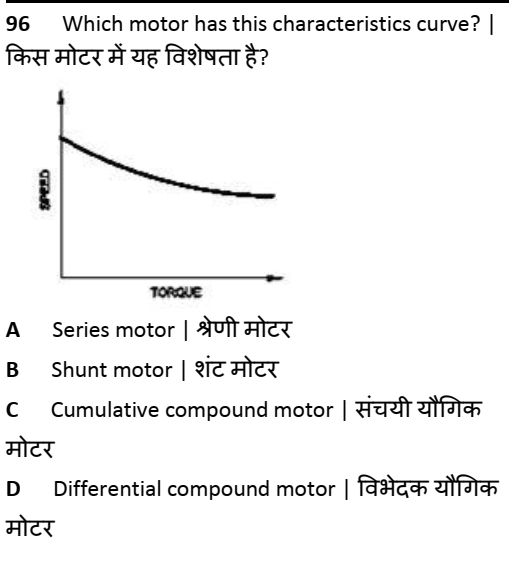 96 Which motor has this characteristics curve? |
किस मोटर में यह विशेषता है?
SPEED
TORQUE
A Series motor | श्रेणी मोटर
B Shunt motor | शंट मोटर
C Cumulative compound motor | संचयी यौगिक
मोटर
D Differential compound motor | विभेदक यौगिक
मोटर